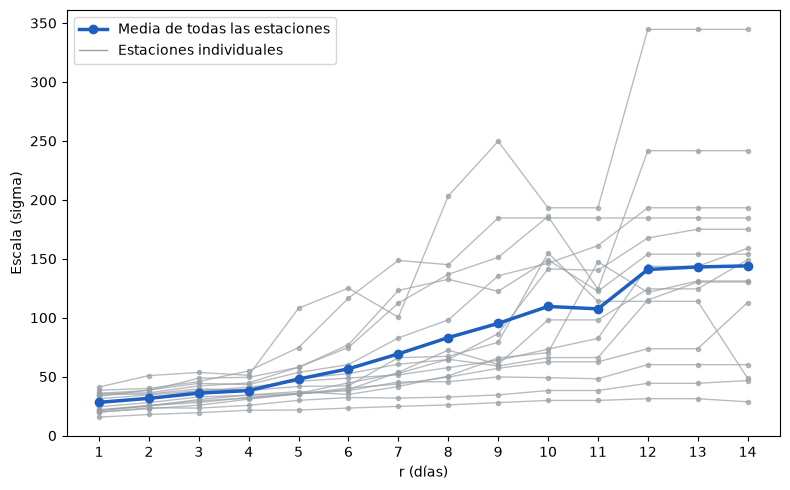 Media de todas las estaciones
Estaciones individuales
Escala (sigma)
350
300
250
200
150
100
50
0
1 2 3 4 5 6 7 8 9 10 11 12 13 14
r (días)